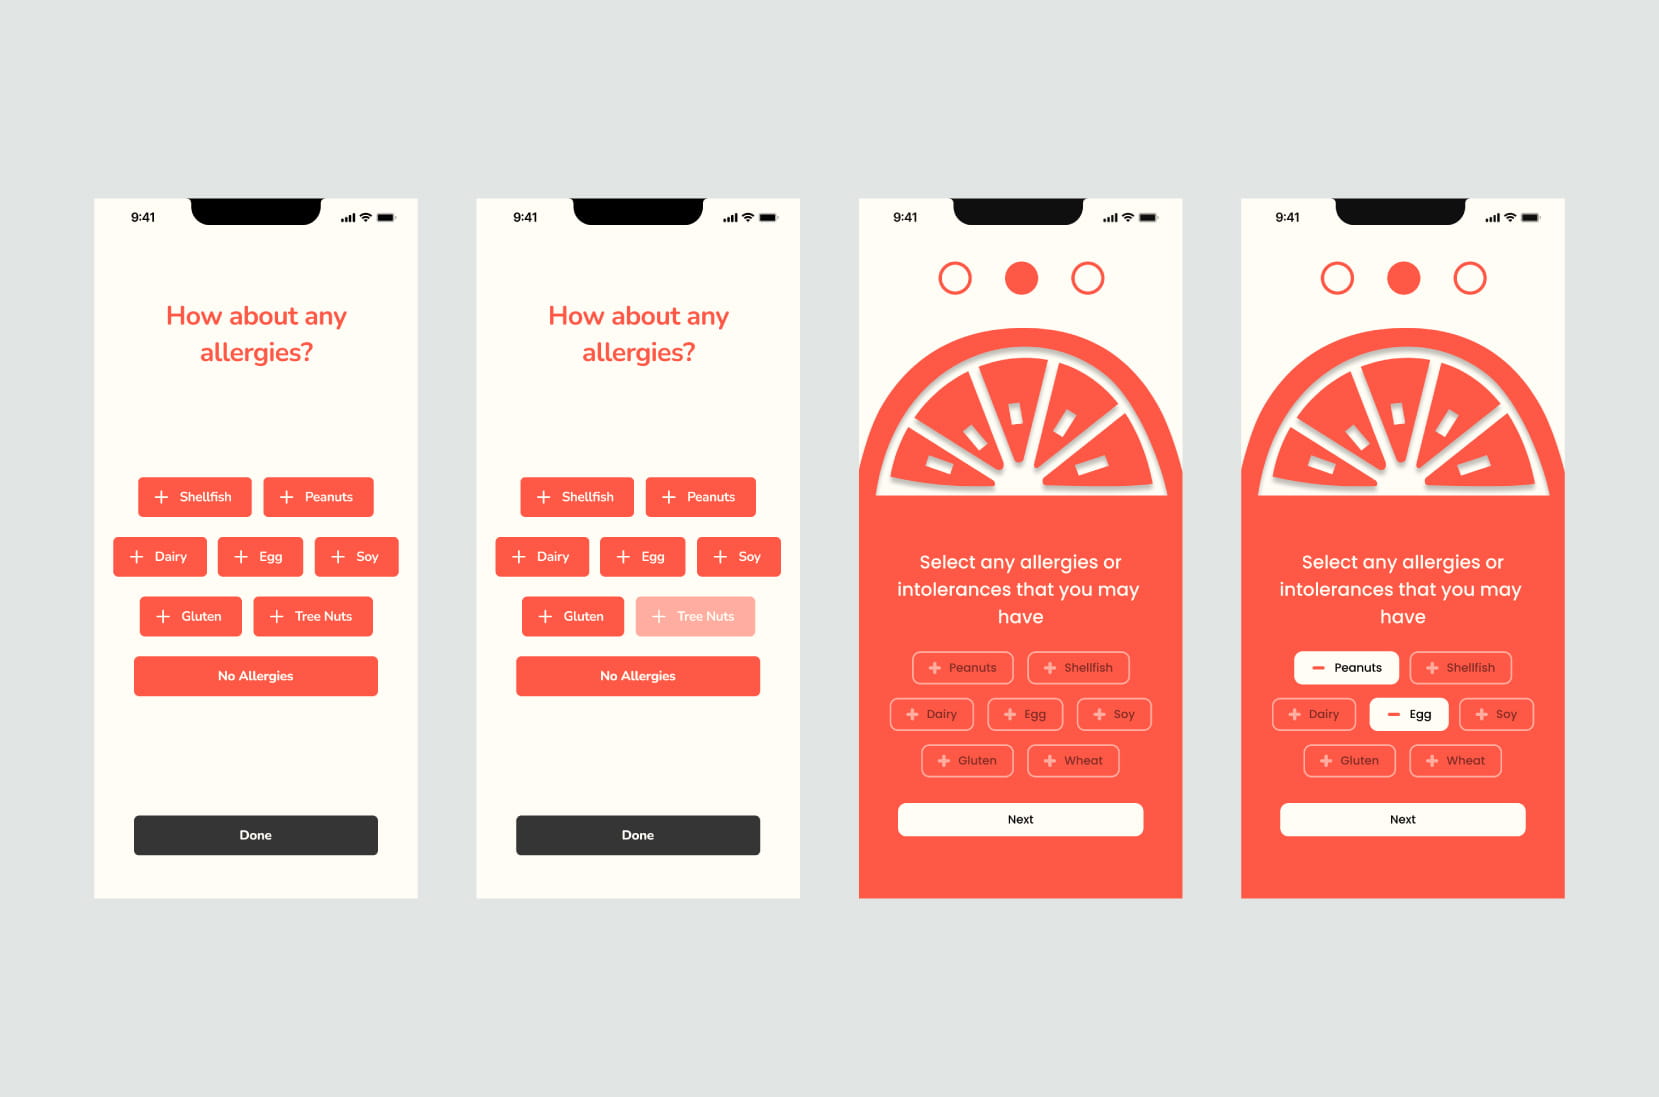 9:41
How about any
allergies?
Shellfish
Peanuts
Dairy
Egg
Soy
Gluten
Tree Nuts
No Allergies
Done
9:41
How about any
allergies?
Shellfish
Peanuts
Dairy
Egg
Soy
Gluten
Tree Nuts
No Allergies
Done
9:41
Select any allergies or
intolerances that you may
have
Peanuts
Shellfish
Dairy
Egg
Soy
Gluten
Wheat
Next
9:41
Select any allergies or
intolerances that you may
have
Peanuts
Shellfish
Dairy
Egg
Soy
Gluten
Wheat
Next